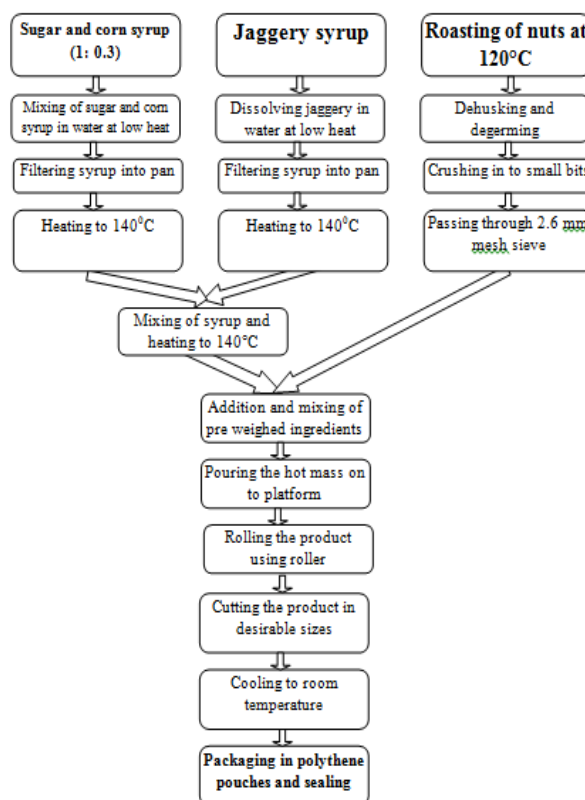 Sugar and corn syrup
(1: 0.3)
Jaggery syrup
Roasting of nuts at
120°C
Mixing of sugar and corn
syrup in water at low heat
Dissolving jaggery in
water at low heat
Dehusking and
degerming
Filtering syrup into pan
Filtering syrup into pan
Crushing in to small bits
Heating to 140⁰C
Heating to 140⁰C
Passing through 2.6 mm
mesh sieve
Mixing of syrup and
heating to 140°C
Addition and mixing of
pre weighed ingredients
Pouring the hot mass on
to platform
Rolling the product
using roller
Cutting the product in
desirable sizes
Cooling to room
temperature
Packaging in polythene
pouches and sealing